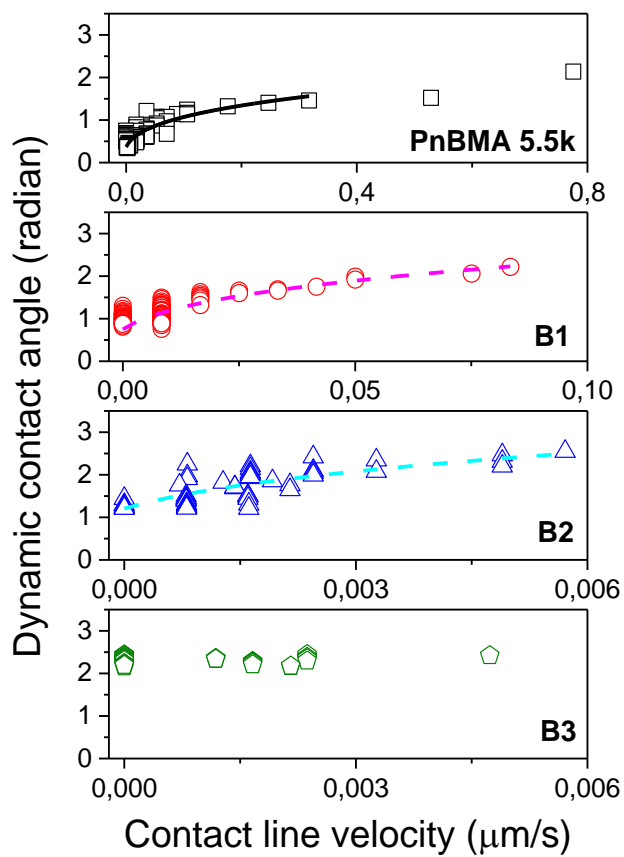 Dynamic contact angle (radian)
3
2
1
0
PnBMA 5.5k
0,0 0,4 0,8
3
2
1
0
B1
0,00 0,05 0,10
3
2
1
0
B2
0,000 0,003 0,006
3
2
1
0
B3
0,000 0,003 0,006
Contact line velocity (μm/s)